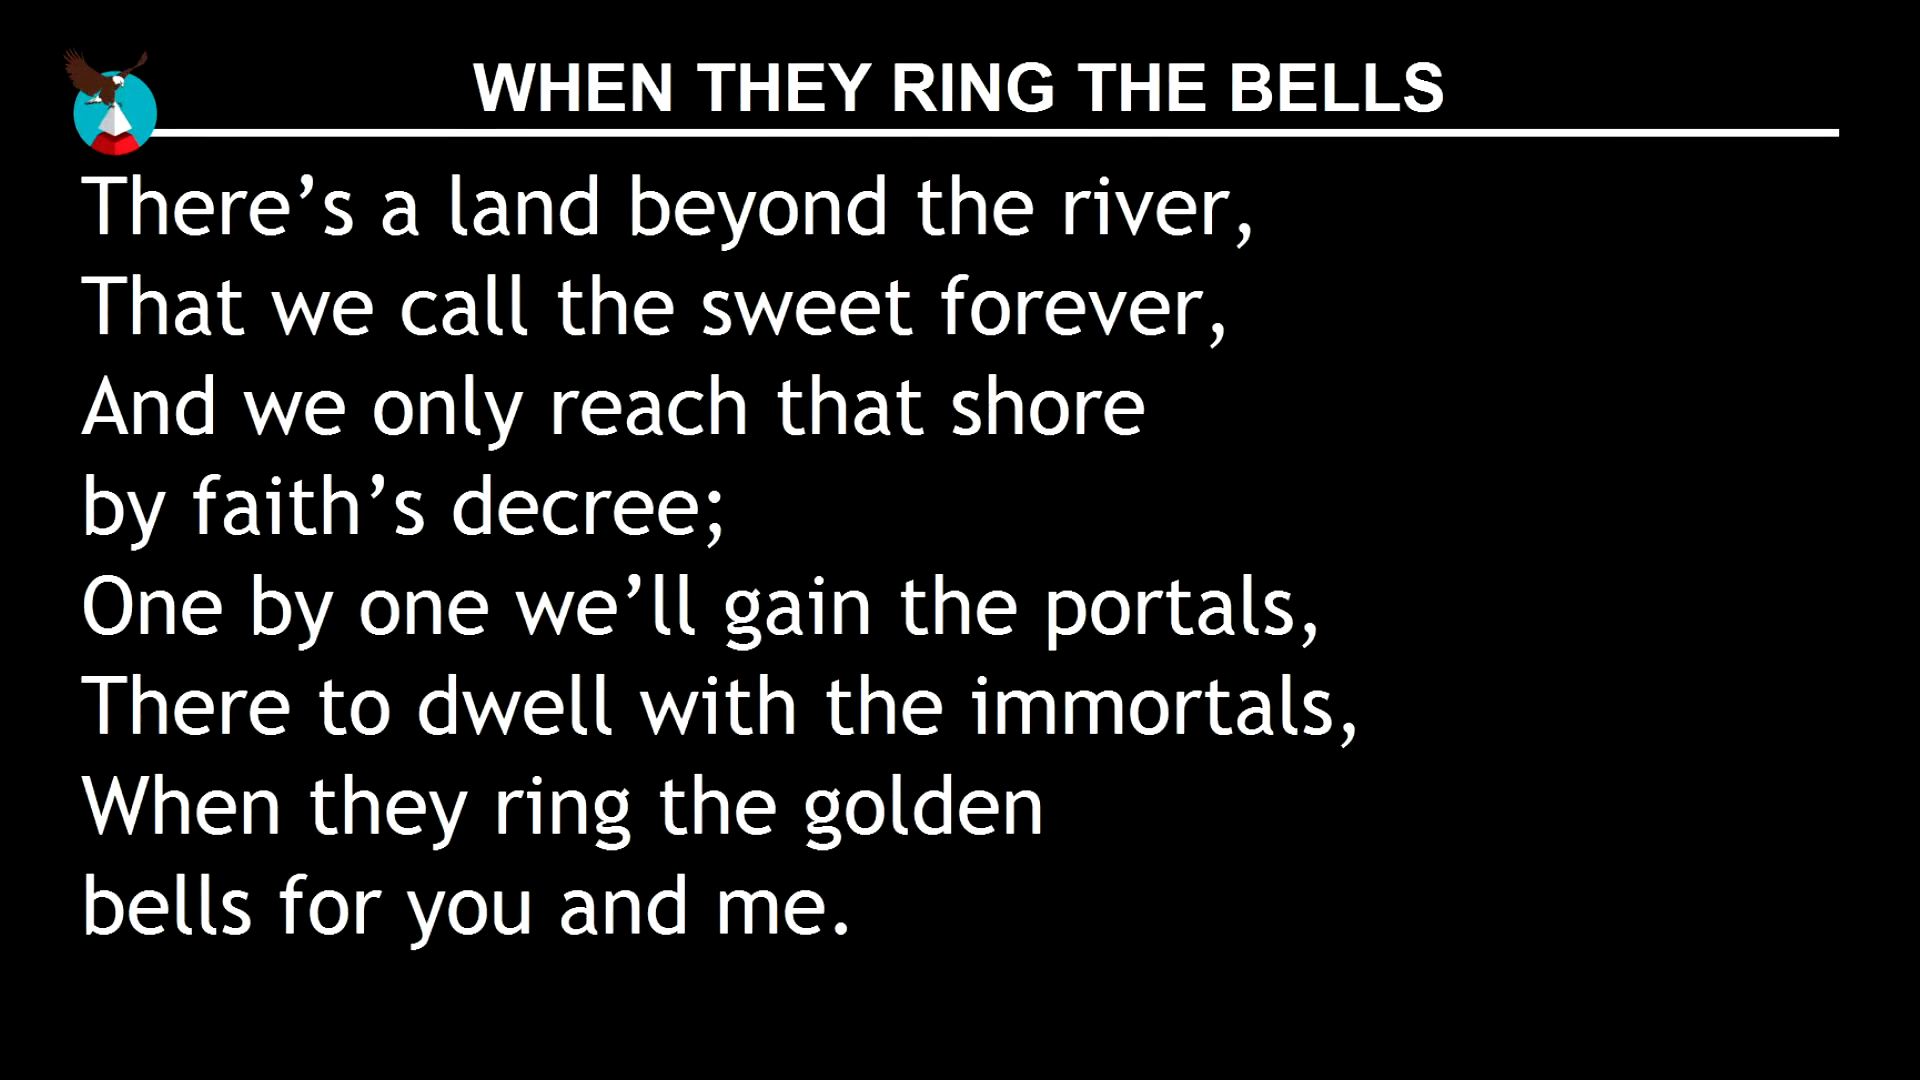 WHEN THEY RING THE BELLS
There’s a land beyond the river,
That we call the sweet forever,
And we only reach that shore
by faith’s decree;
One by one we’ll gain the portals,
There to dwell with the immortals,
When they ring the golden
bells for you and me.